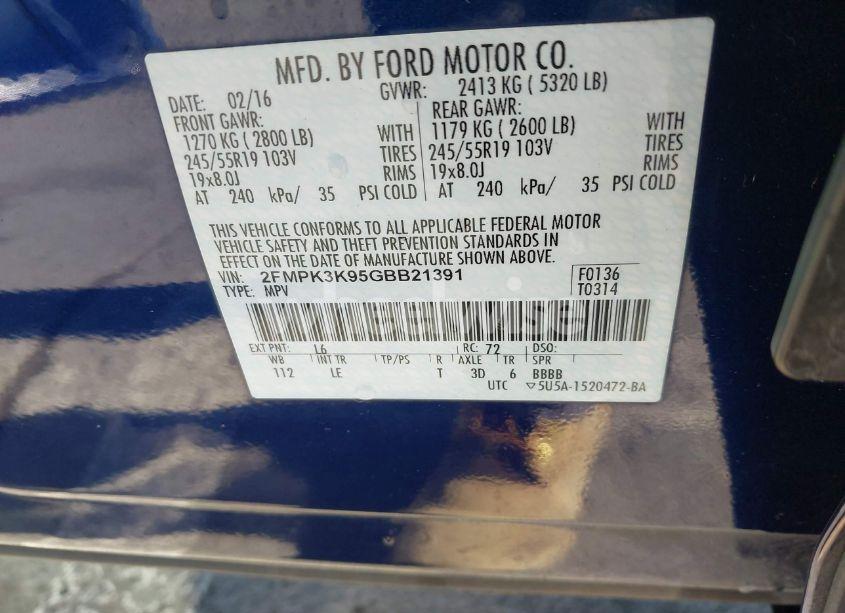 MFD. BY FORD MOTOR CO.
DATE: 02/16 GVWR: 2413 KG ( 5320 LB)
FRONT GAWR: REAR GAWR:
1270 KG ( 2800 LB) WITH 1179 KG ( 2600 LB) WITH
245/55R19 103V TIRES 245/55R19 103V TIRES
19x8.0J RIMS 19x8.0J RIMS
AT 240 kPa/ 35 PSI COLD AT 240 kPa/ 35 PSI COLD
THIS VEHICLE CONFORMS TO ALL APPLICABLE FEDERAL MOTOR
VEHICLE SAFETY AND THEFT PREVENTION STANDARDS IN
EFFECT ON THE DATE OF MANUFACTURE SHOWN ABOVE.
VIN: 2FMPK3K95GBB21391 F0136
TYPE: MPV T0314
EXT PNT: L6 RC: 72 DSO:
WB INT TR TP/PS R AXLE TR SPR
112 LE T 3D 6 BBBB
UTC ▽5U5A-1520472-BA